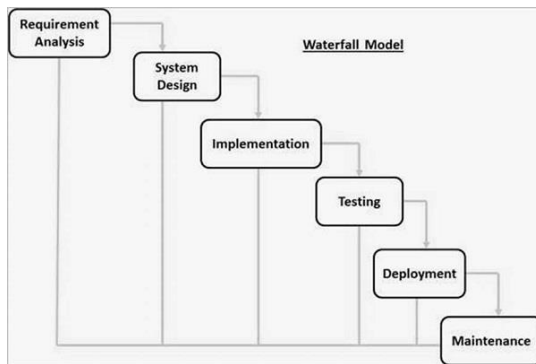 Requirement
Analysis
Waterfall Model
System
Design
Implementation
Testing
Deployment
Maintenance